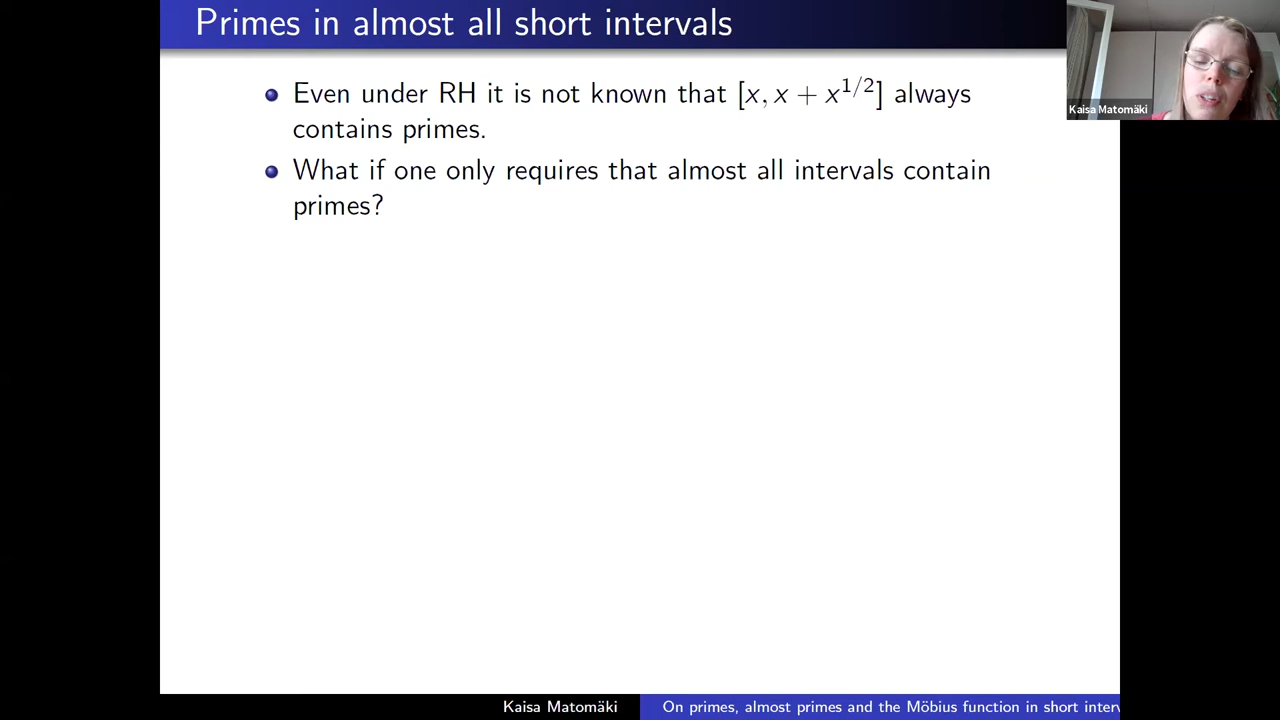 Primes in almost all short intervals
Even under RH it is not known that [x, x + x^{1/2}] always
contains primes.
What if one only requires that almost all intervals contain
primes?
Kaisa Matomäki
Kaisa Matomäki
On primes, almost primes and the Möbius function in short interv